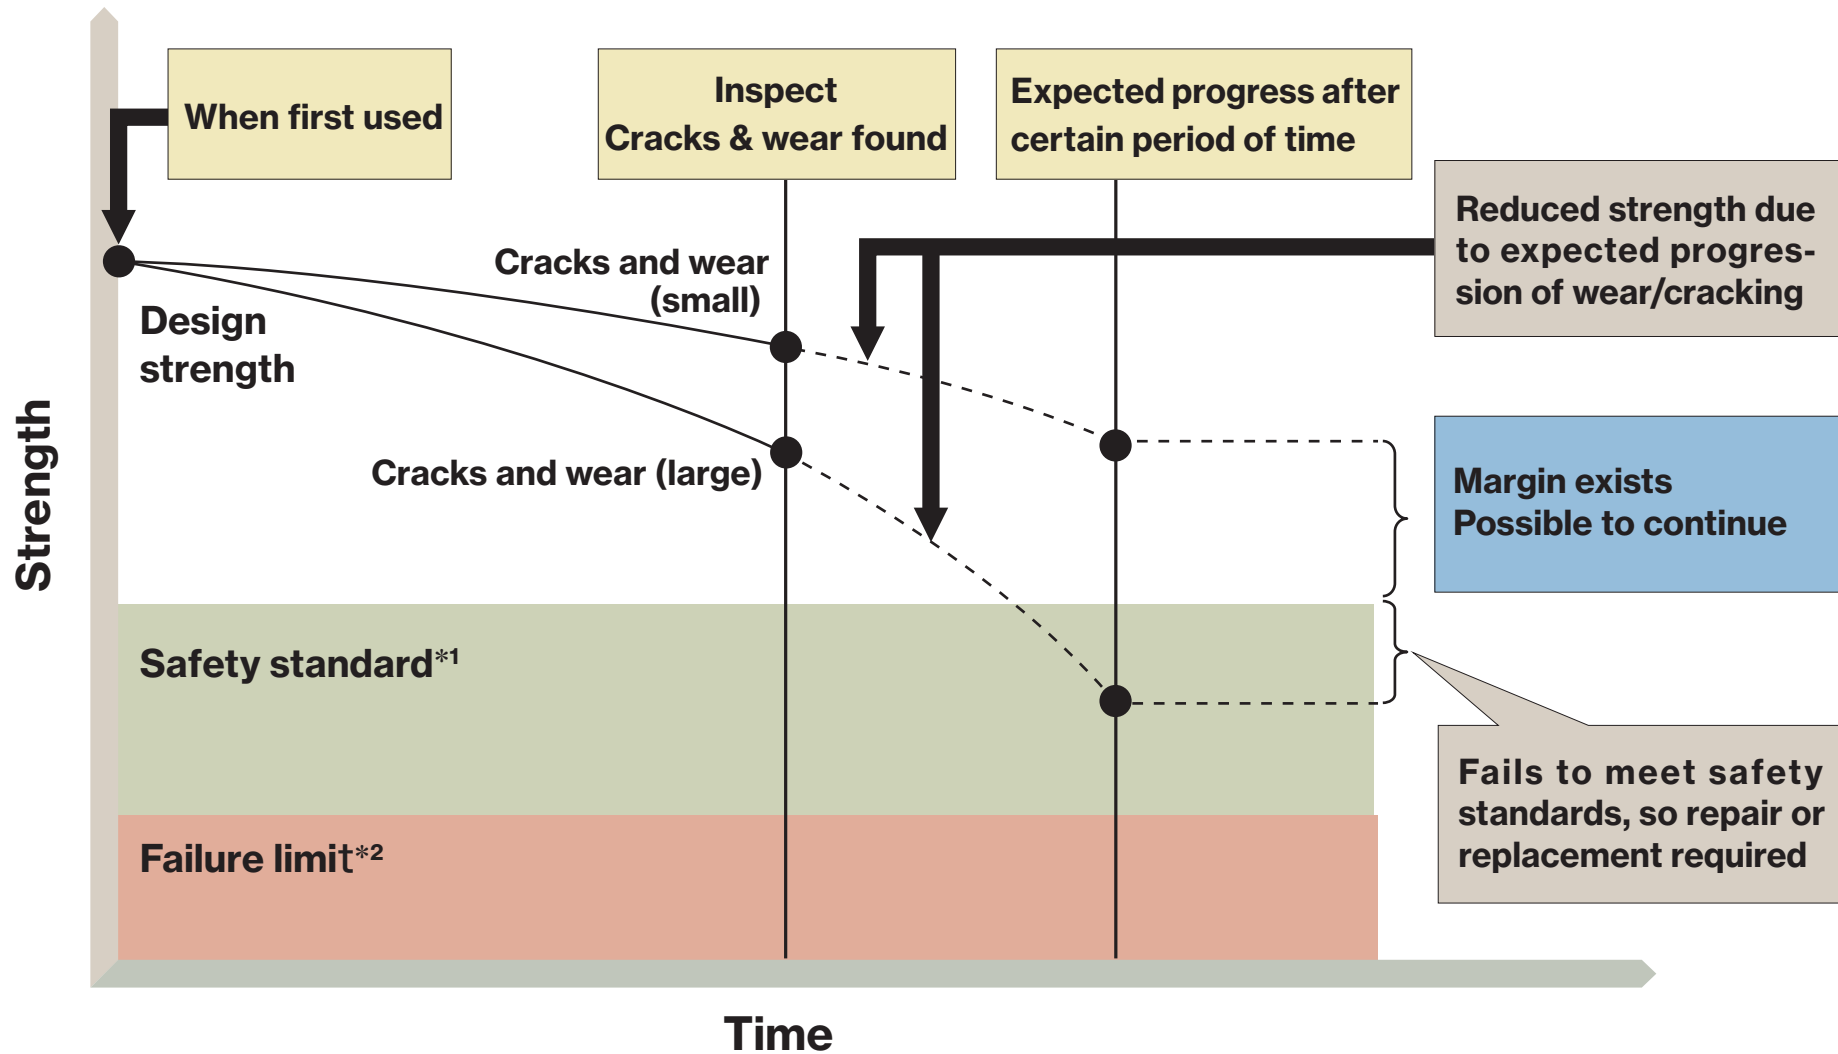 When first used
Inspect
Cracks & wear found
Expected progress after
certain period of time
Reduced strength due
to expected progres-
sion of wear/cracking
Cracks and wear
(small)
Design
strength
Cracks and wear (large)
Margin exists
Possible to continue
Strength
Safety standard*1
Fails to meet safety
standards, so repair or
replacement required
Failure limit*2
Time